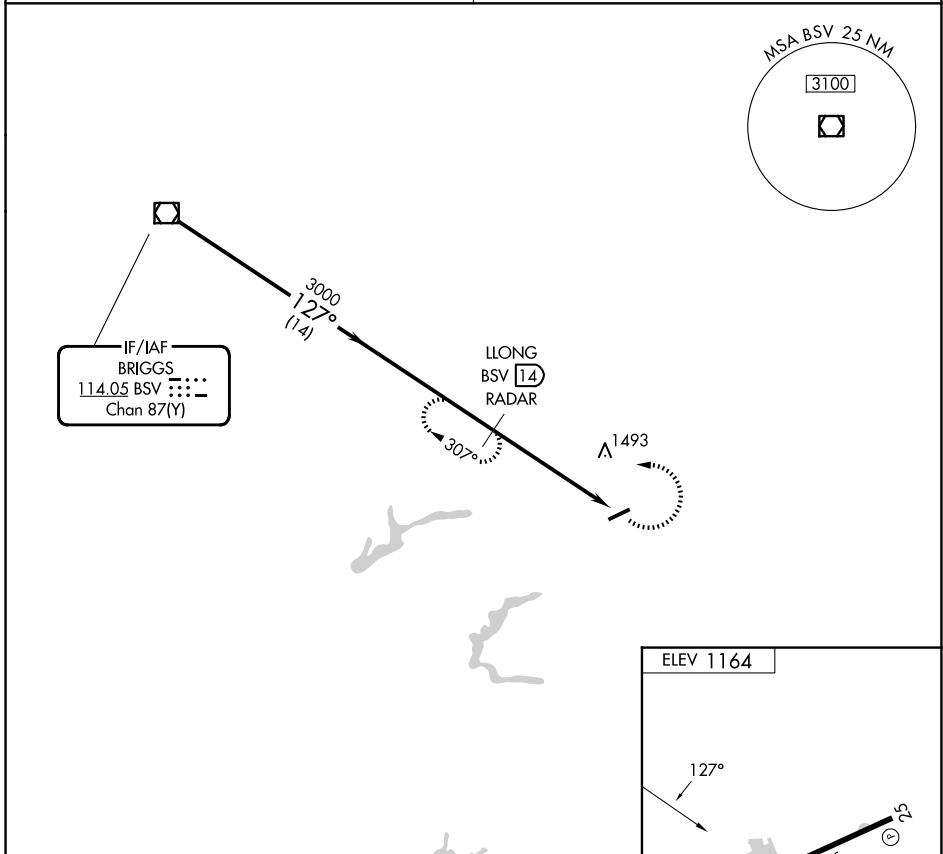 MSA BSV 25 NM
3100
3000
127°
(14)
IF/IAF
BRIGGS
114.05 BSV
Chan 87(Y)
LLONG
BSV 14
RADAR
307°
1493
ELEV 1164
127°
25
P